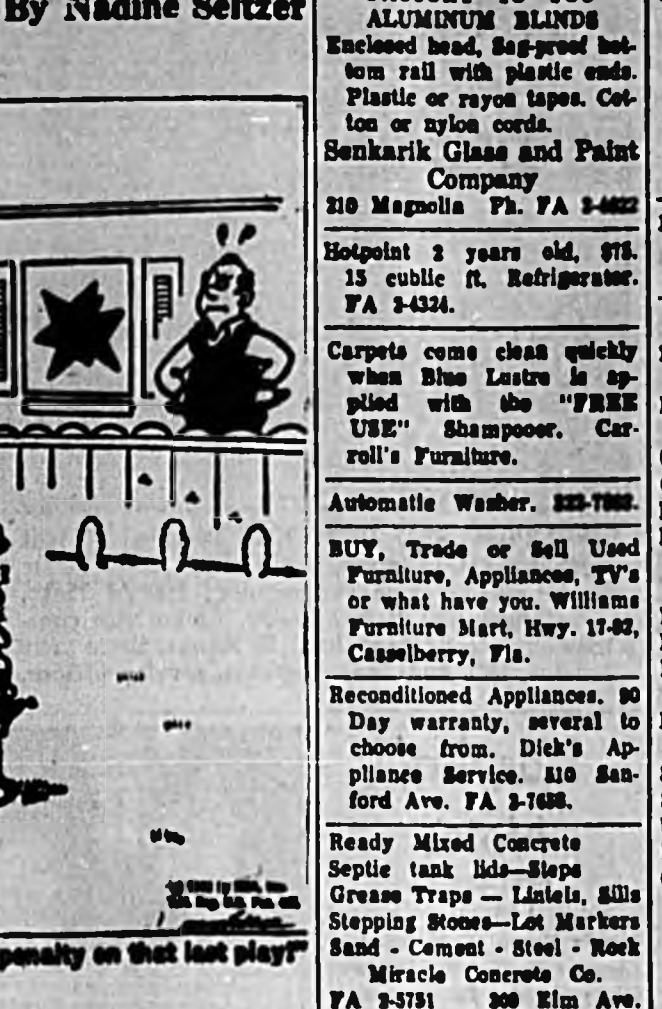 By Nadine Seltzer
penalty on that last play?"
ALUMINUM BLINDS
Enclosed head, Sag-proof bot-
tom rail with plastic ends.
Plastic or rayon tapes. Cot-
ton or nylon cords.
Senkarik Glass and Paint
Company
210 Magnolia Ph. FA
Hotpoint 2 years old, $75.
15 cublic ft. Refrigerator.
FA 2-4324.
Carpets come clean quickly
when Blue Lustre is ap-
plied with the "FREE
USE" Shampooer. Car-
roll's Furniture.
Automatic Washer.
BUY, Trade or Sell Used
Furniture, Appliances, TV's
or what have you. Williams
Furniture Mart, Hwy. 17-92,
Casselberry, Fla.
Reconditioned Appliances. 90
Day warranty, several to
choose from. Dick's Ap-
pliance Service. 810 San-
ford Ave. FA
Ready Mixed Concrete
Septic tank lids—Steps
Grease Traps — Lintels, Sills
Stepping Stones—Lot Markers
Sand - Cement - Steel - Rock
Miracle Concrete Co.
FA 2-5751 309 Elm Ave.